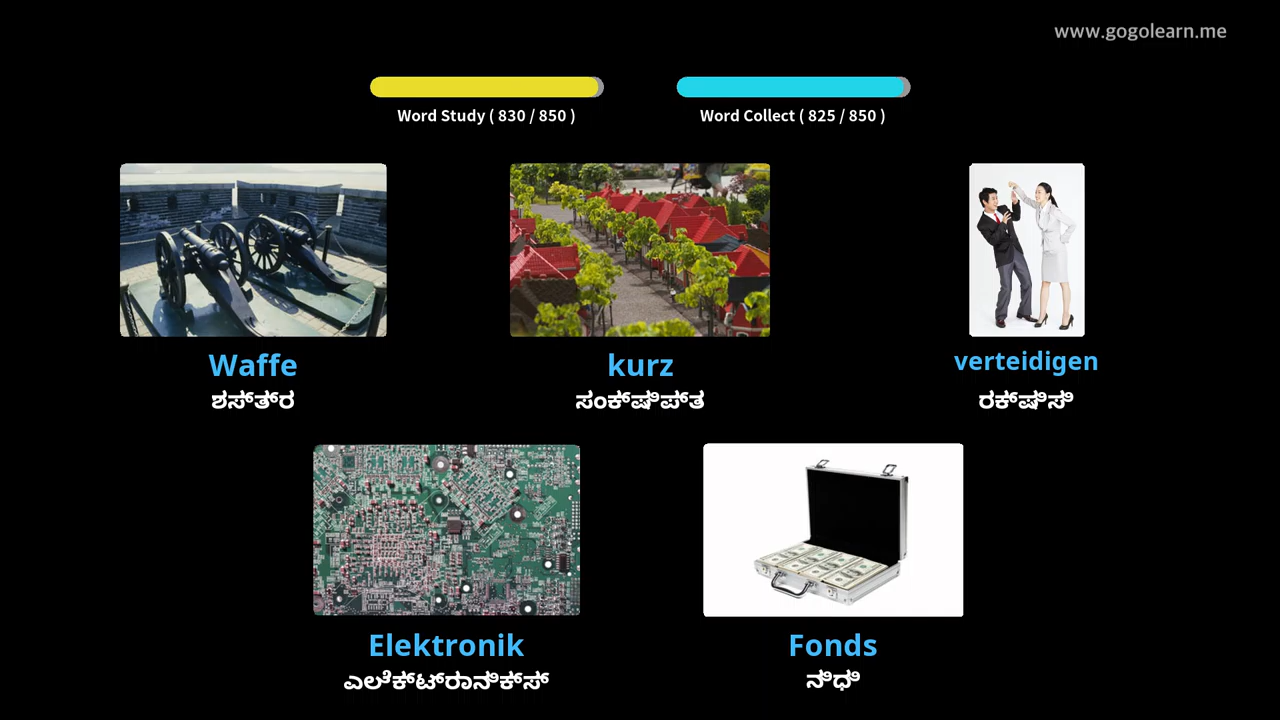 www.gogolearn.me
Word Study ( 830 / 850 )
Word Collect ( 825 / 850 )
Waffe
ಶಸ್ತ್ರ
kurz
ಸಂಕ್ಷಿಪ್ತ
verteidigen
ರಕ್ಷಿಸಿ
Elektronik
ಎಲೆಕ್ಟ್ರಾನಿಕ್ಸ್
Fonds
ನಿಧಿ